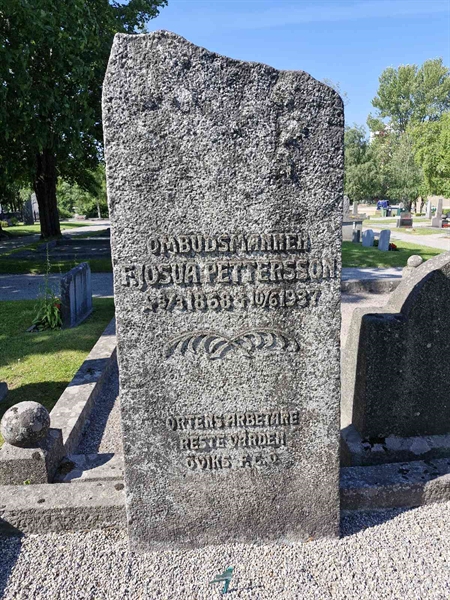 OMBUDSMANNEN
F. JOSUA PETTERSSON
1868 10/6 1937
ORTENS ARBETARE
RESTE VÅRDEN
ÖVIKS F.C.O.